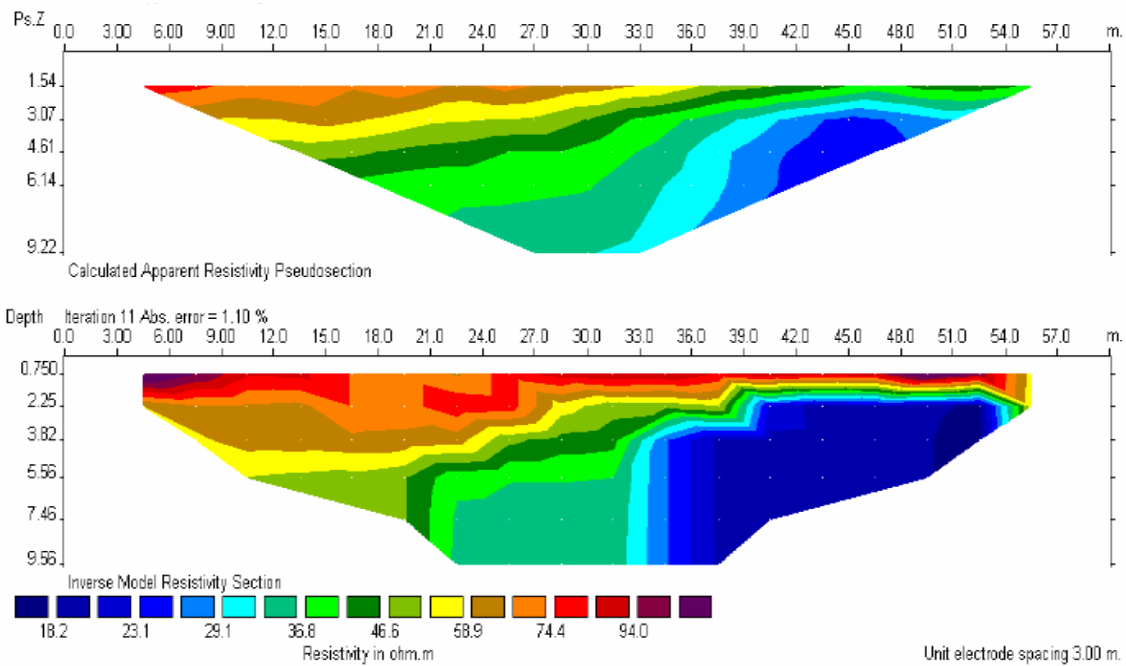 Ps.Z 0.0 3.00 6.00 9.00 12.0 15.0 18.0 21.0 24.0 27.0 30.0 33.0 36.0 39.0 42.0 45.0 48.0 51.0 54.0 57.0 m.
1.54
3.07
4.61
6.14
9.22
Calculated Apparent Resistivity Pseudosection
Depth Iteration 11 Abs. error = 1.10 %
0.0 3.00 6.00 9.00 12.0 15.0 18.0 21.0 24.0 27.0 30.0 33.0 36.0 39.0 42.0 45.0 48.0 51.0 54.0 57.0 m.
0.750
2.25
3.82
5.56
7.46
9.56
Inverse Model Resistivity Section
18.2 23.1 29.1 36.8 46.6 58.9 74.4 94.0
Resistivity in ohm.m Unit electrode spacing 3.00 m.